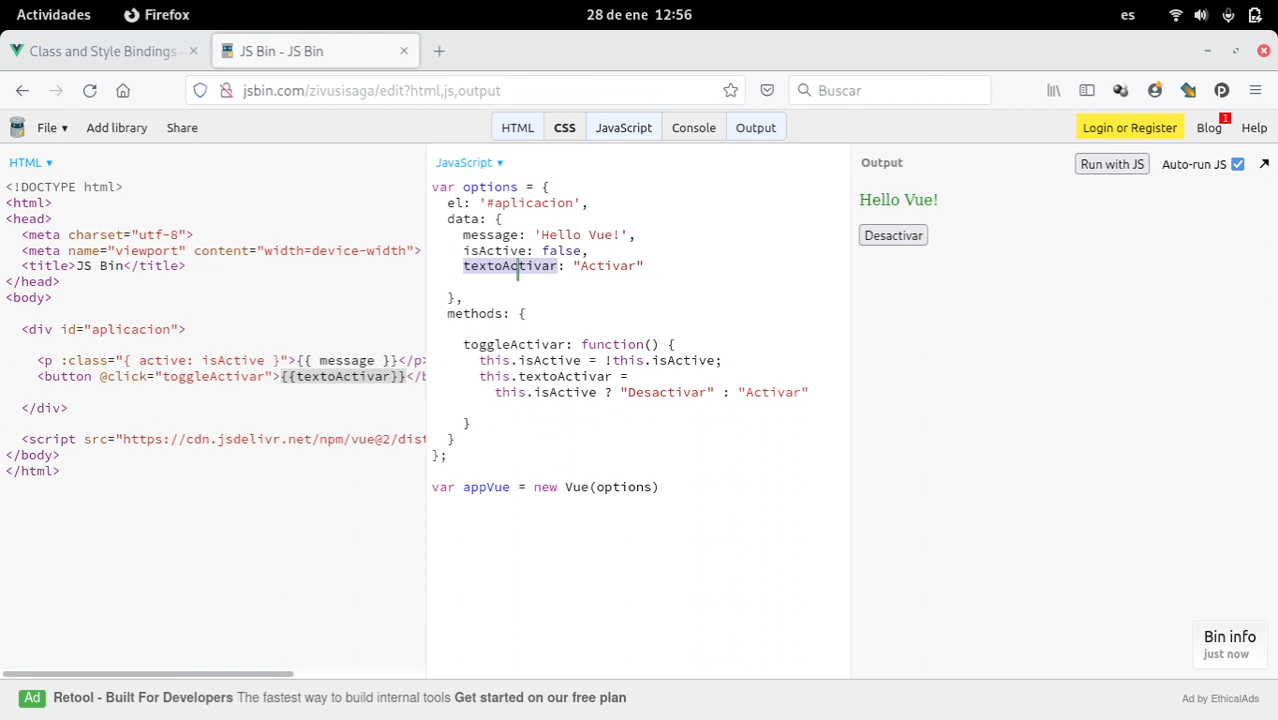 Actividades Firefox 28 de ene 12:56 es
Class and Style Bindings - JS Bin - JS Bin
jsbin.com/zivusisaga/edit?html,js,output Buscar
File Add library Share HTML CSS JavaScript Console Output Login or Register Blog 1 Help
HTML
<!DOCTYPE html>
<html>
<head>
<meta charset="utf-8">
<meta name="viewport" content="width=device-width">
<title>JS Bin</title>
</head>
<body>
<div id="aplicacion">
<p :class="{ active: isActive }">{{ message }}</p>
<button @click="toggleActivar">{{textoActivar}}</b
</div>
<script src="https://cdn.jsdelivr.net/npm/vue@2/dist
</body>
</html>
JavaScript
var options = {
el: '#aplicacion',
data: {
message: 'Hello Vue!',
isActive: false,
textoActivar: "Activar"
},
methods: {
toggleActivar: function() {
this.isActive = !this.isActive;
this.textoActivar =
this.isActive ? "Desactivar" : "Activar"
}
}
};
var appVue = new Vue(options)
Output Run with JS Auto-run JS
Hello Vue!
Desactivar
Bin info
just now
Ad Retool - Built For Developers The fastest way to build internal tools Get started on our free plan Ad by EthicalAds